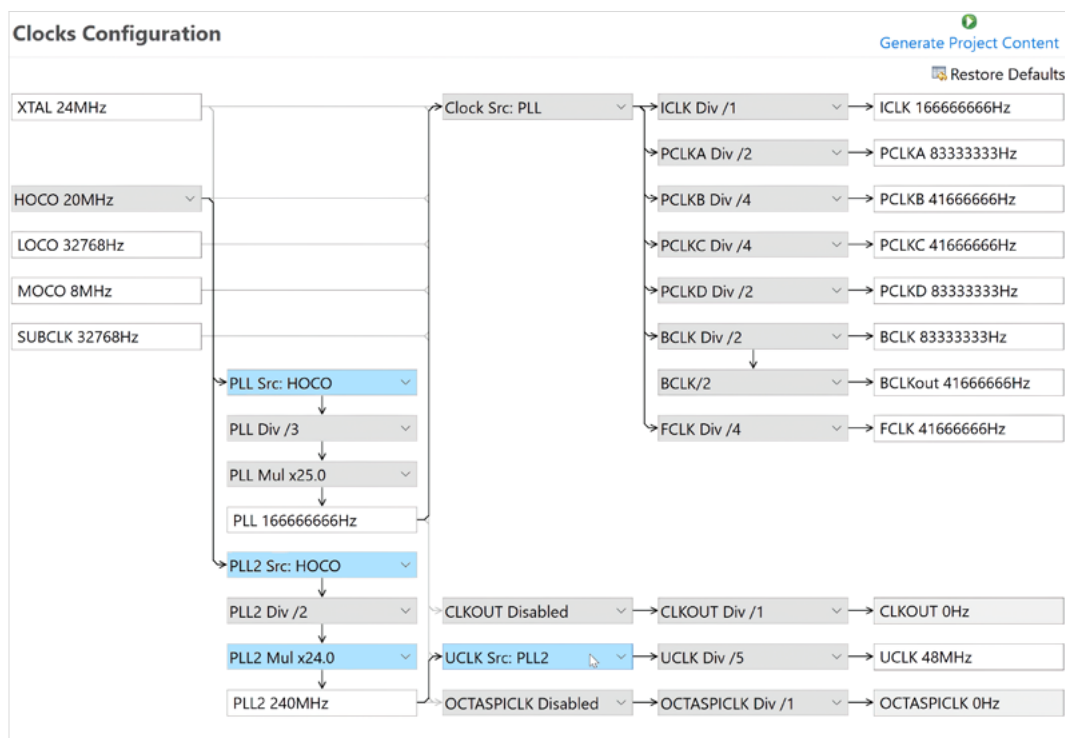 Clocks Configuration
Generate Project Content
Restore Defaults
XTAL 24MHz
Clock Src: PLL
ICLK Div /1
ICLK 166666666Hz
PCLKA Div /2
PCLKA 83333333Hz
HOCO 20MHz
PCLKB Div /4
PCLKB 41666666Hz
LOCO 32768Hz
PCLKC Div /4
PCLKC 41666666Hz
MOCO 8MHz
PCLKD Div /2
PCLKD 83333333Hz
SUBCLK 32768Hz
BCLK Div /2
BCLK 83333333Hz
PLL Src: HOCO
BCLK/2
BCLKout 41666666Hz
PLL Div /3
FCLK Div /4
FCLK 41666666Hz
PLL Mul x25.0
PLL 166666666Hz
PLL2 Src: HOCO
PLL2 Div /2
CLKOUT Disabled
CLKOUT Div /1
CLKOUT 0Hz
PLL2 Mul x24.0
UCLK Src: PLL2
UCLK Div /5
UCLK 48MHz
PLL2 240MHz
OCTASPICLK Disabled
OCTASPICLK Div /1
OCTASPICLK 0Hz